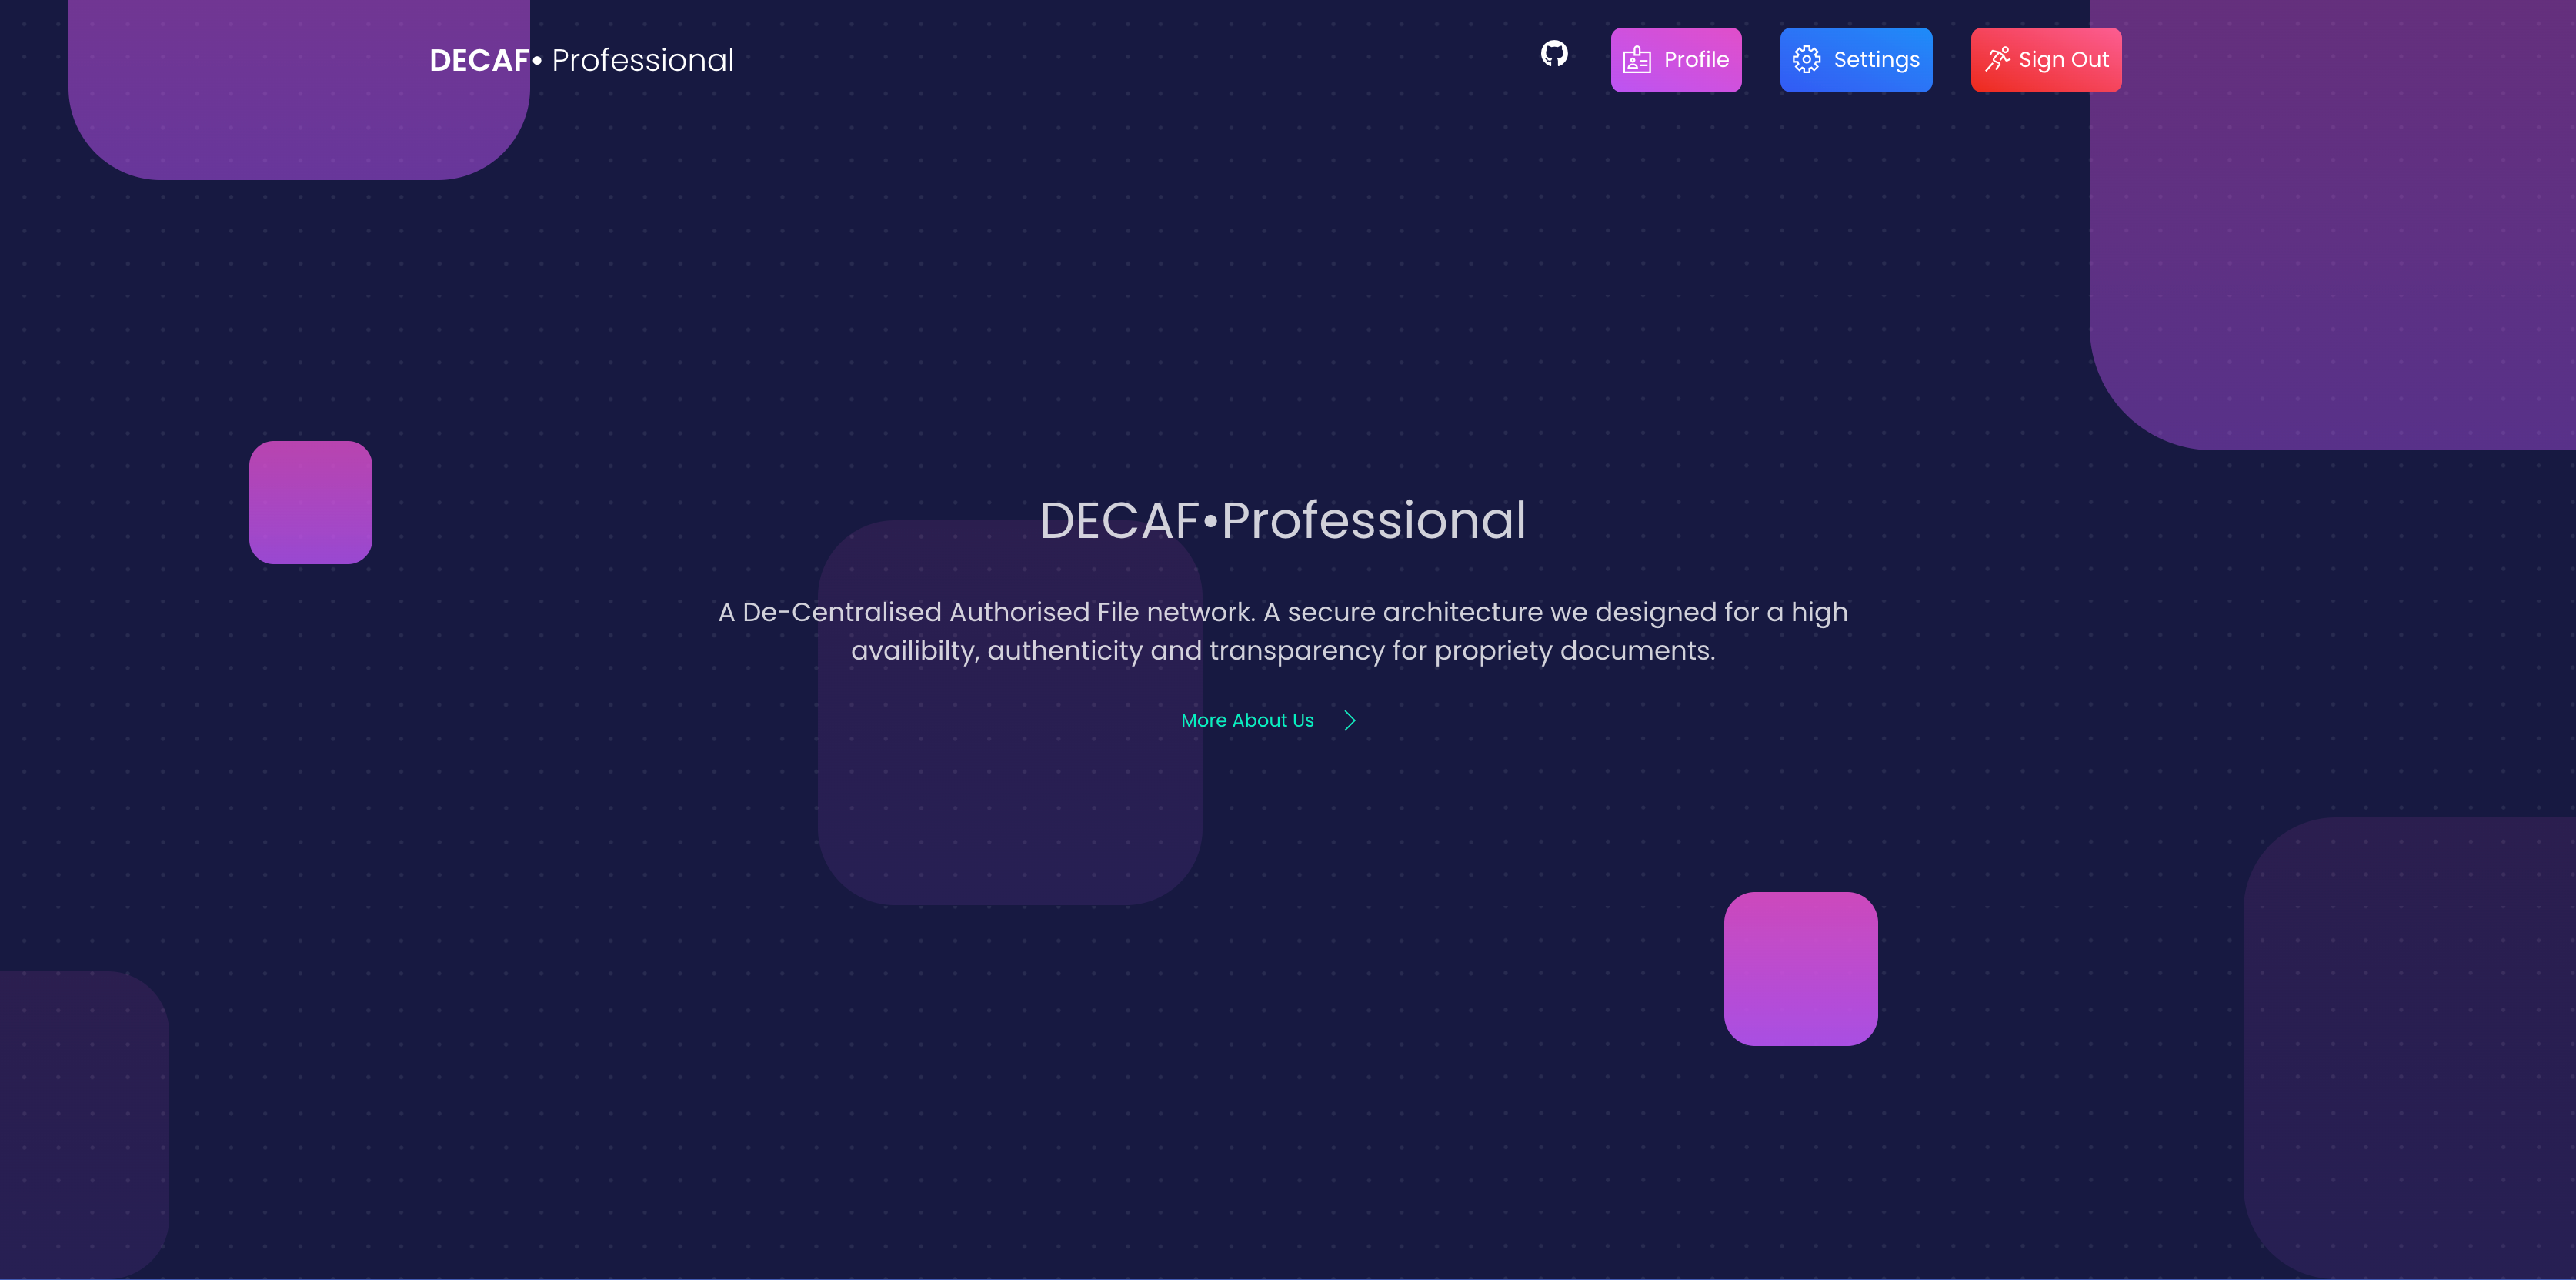 DECAF• Professional
Profile
Settings
Sign Out
DECAF•Professional
A De-Centralised Authorised File network. A secure architecture we designed for a high
availibilty, authenticity and transparency for propriety documents.
More About Us